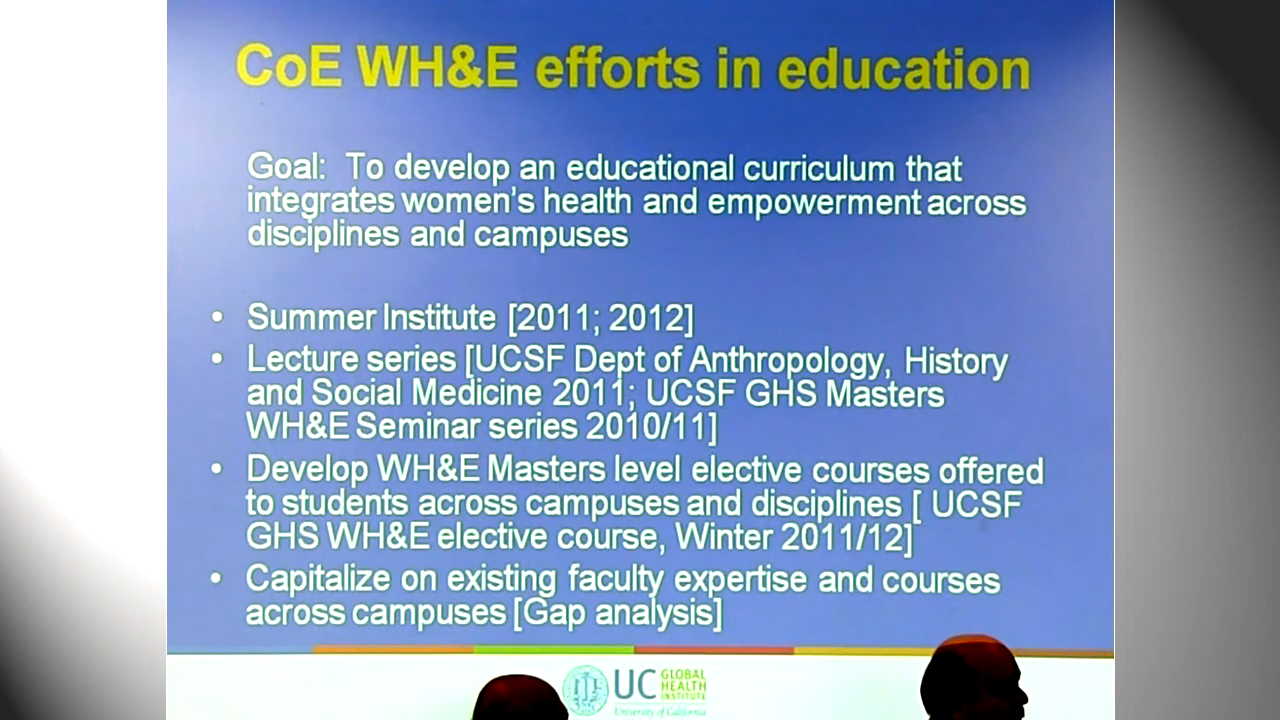 CoE WH&E efforts in education
Goal: To develop an educational curriculum that
integrates women's health and empowerment across
disciplines and campuses
• Summer Institute [2011; 2012]
• Lecture series [UCSF Dept of Anthropology, History
and Social Medicine 2011; UCSF GHS Masters
WH&E Seminar series 2010/11]
• Develop WH&E Masters level elective courses offered
to students across campuses and disciplines [ UCSF
GHS WH&E elective course, Winter 2011/12]
• Capitalize on existing faculty expertise and courses
across campuses [Gap analysis]
UC GLOBAL
HEALTH
INSTITUTE
University of California